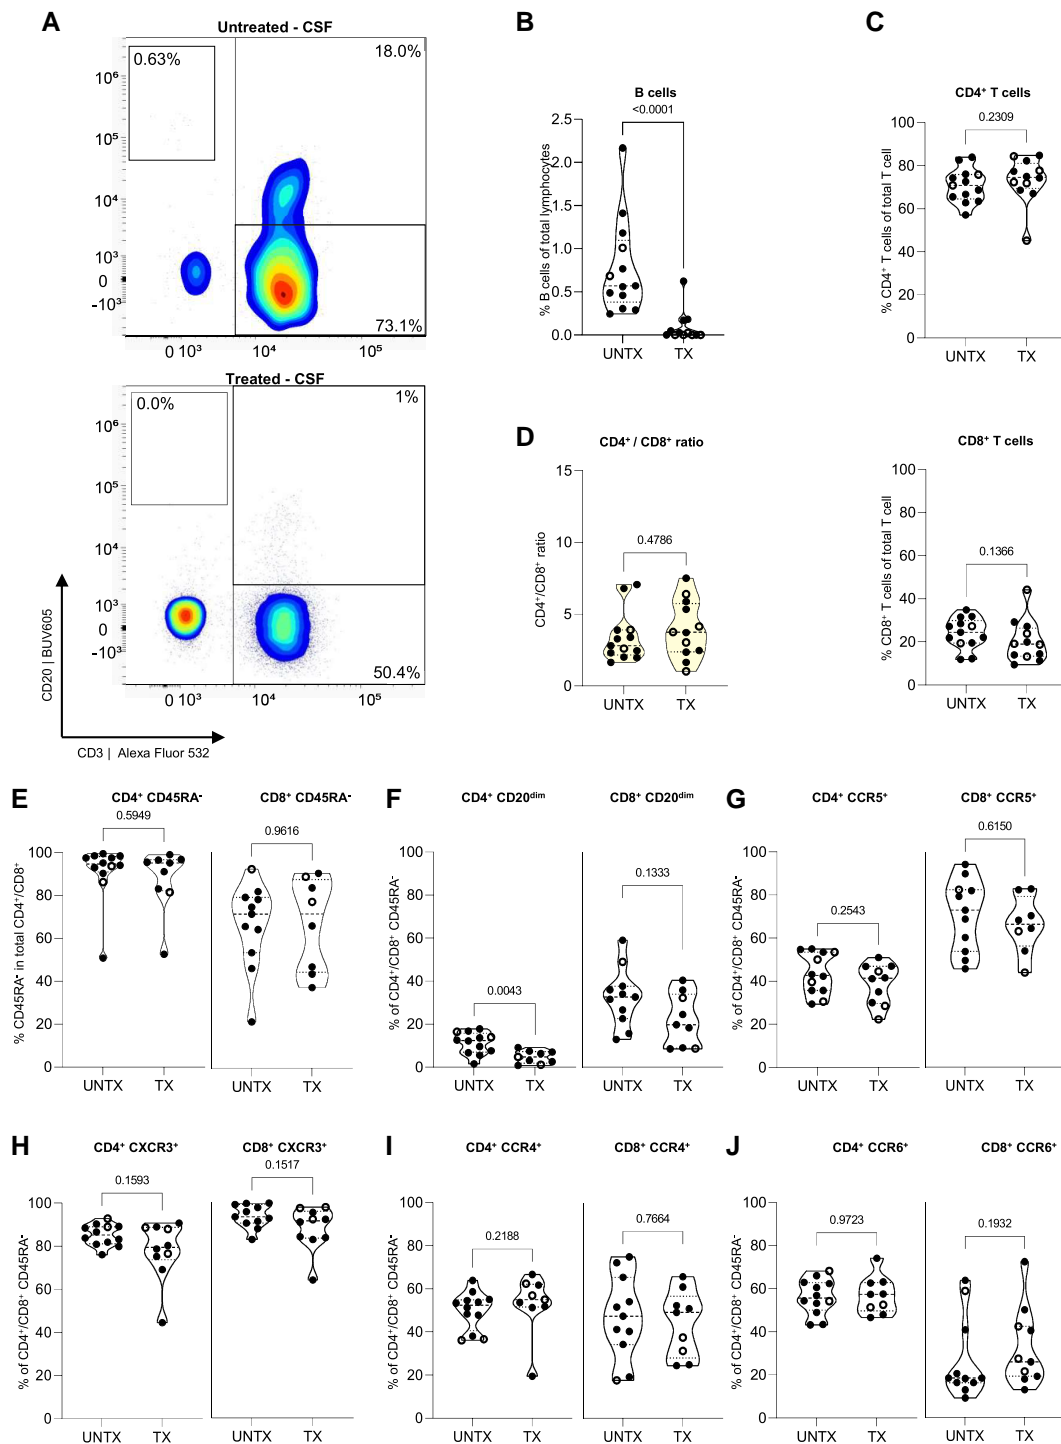 A
Untreated - CSF
0.63%
18.0%
10⁶
10⁵
10⁴
10³
0
-10³
73.1%
0 10³
10⁴
10⁵
Treated - CSF
0.0%
1%
10⁶
10⁵
10⁴
10³
0
-10³
50.4%
0 10³
10⁴
10⁵
CD20 | BUV605
CD3 | Alexa Fluor 532
B
B cells
<0.0001
% B cells of total lymphocytes
2.5
2.0
1.5
1.0
0.5
0.0
UNTX
TX
C
CD4⁺ T cells
0.2309
% CD4⁺ T cells of total T cell
100
80
60
40
20
0
UNTX
TX
D
CD4⁺ / CD8⁺ ratio
0.4786
CD4⁺/CD8⁺ ratio
15
10
5
0
UNTX
TX
CD8⁺ T cells
0.1366
% CD8⁺ T cells of total T cell
100
80
60
40
20
0
UNTX
TX
E
CD4⁺ CD45RA⁻
CD8⁺ CD45RA⁻
0.5949
0.9616
% CD45RA⁻ in total CD4⁺/CD8⁺
100
80
60
40
20
0
UNTX
TX
UNTX
TX
F
CD4⁺ CD20ᵈⁱᵐ
CD8⁺ CD20ᵈⁱᵐ
0.0043
0.1333
% of CD4⁺/CD8⁺ CD45RA⁻
100
80
60
40
20
0
UNTX
TX
UNTX
TX
G
CD4⁺ CCR5⁺
CD8⁺ CCR5⁺
0.2543
0.6150
% of CD4⁺/CD8⁺ CD45RA⁻
100
80
60
40
20
0
UNTX
TX
UNTX
TX
H
CD4⁺ CXCR3⁺
CD8⁺ CXCR3⁺
0.1593
0.1517
% of CD4⁺/CD8⁺ CD45RA⁻
100
80
60
40
20
0
UNTX
TX
UNTX
TX
I
CD4⁺ CCR4⁺
CD8⁺ CCR4⁺
0.2188
0.7664
% of CD4⁺/CD8⁺ CD45RA⁻
100
80
60
40
20
0
UNTX
TX
UNTX
TX
J
CD4⁺ CCR6⁺
CD8⁺ CCR6⁺
0.9723
0.1932
% of CD4⁺/CD8⁺ CD45RA⁻
100
80
60
40
20
0
UNTX
TX
UNTX
TX